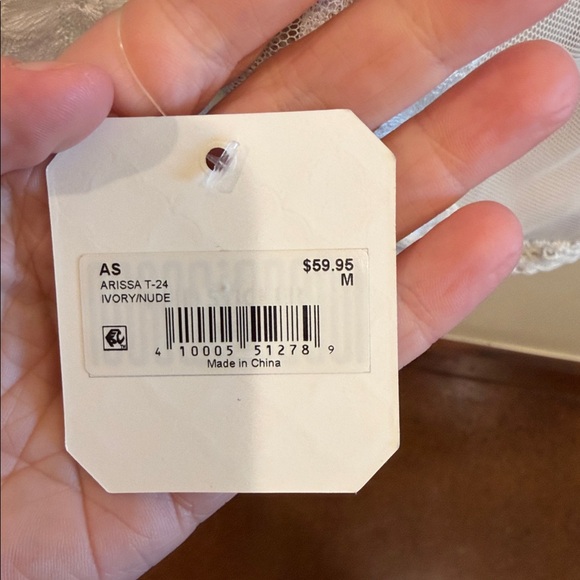 AS $59.95
ARISSA T-24 M
IVORY/NUDE
4 10005 51278 9
Made in China